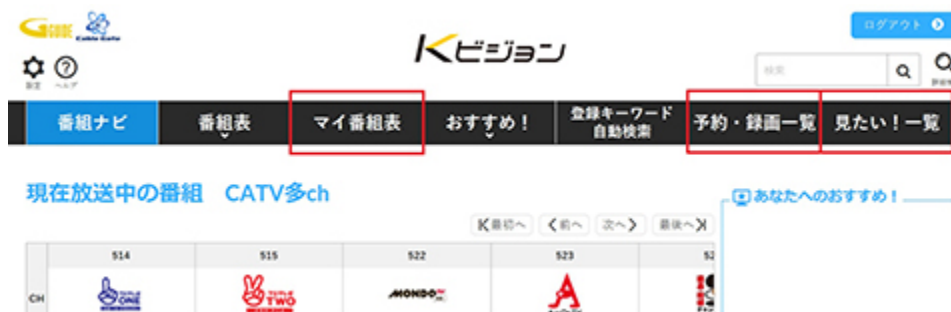 GGUIDE Cable Gate
Kビジョン
ログアウト
設定 ヘルプ
検索
番組ナビ 番組表 マイ番組表 おすすめ! 登録キーワード自動検索 予約・録画一覧 見たい!一覧
現在放送中の番組 CATV多ch
あなたへのおすすめ!
最初へ 前へ 次へ 最後へ
514 515 522 523
CH ONE TWO MONDO